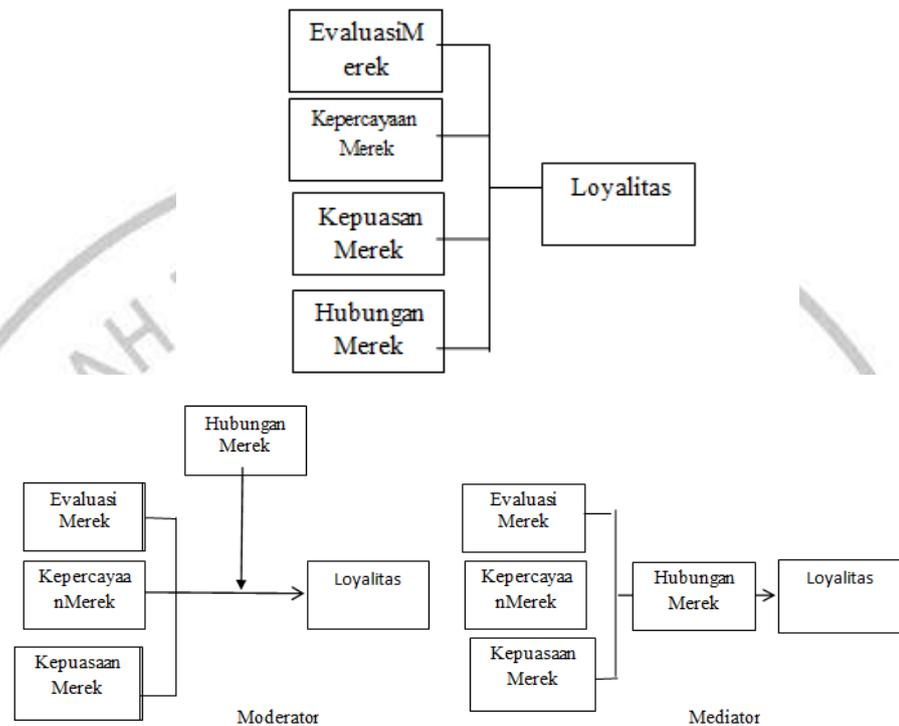 EvaluasiM
erek
Kepercayaan
Merek
Kepuasan
Merek
Hubungan
Merek
Loyalitas
AH
Hubungan
Merek
Evaluasi
Merek
Kepercayaa
nMerek
Kepuasaan
Merek
Loyalitas
Moderator
Evaluasi
Merek
Kepercayaa
nMerek
Kepuasaan
Merek
Hubungan
Merek
Loyalitas
Mediator